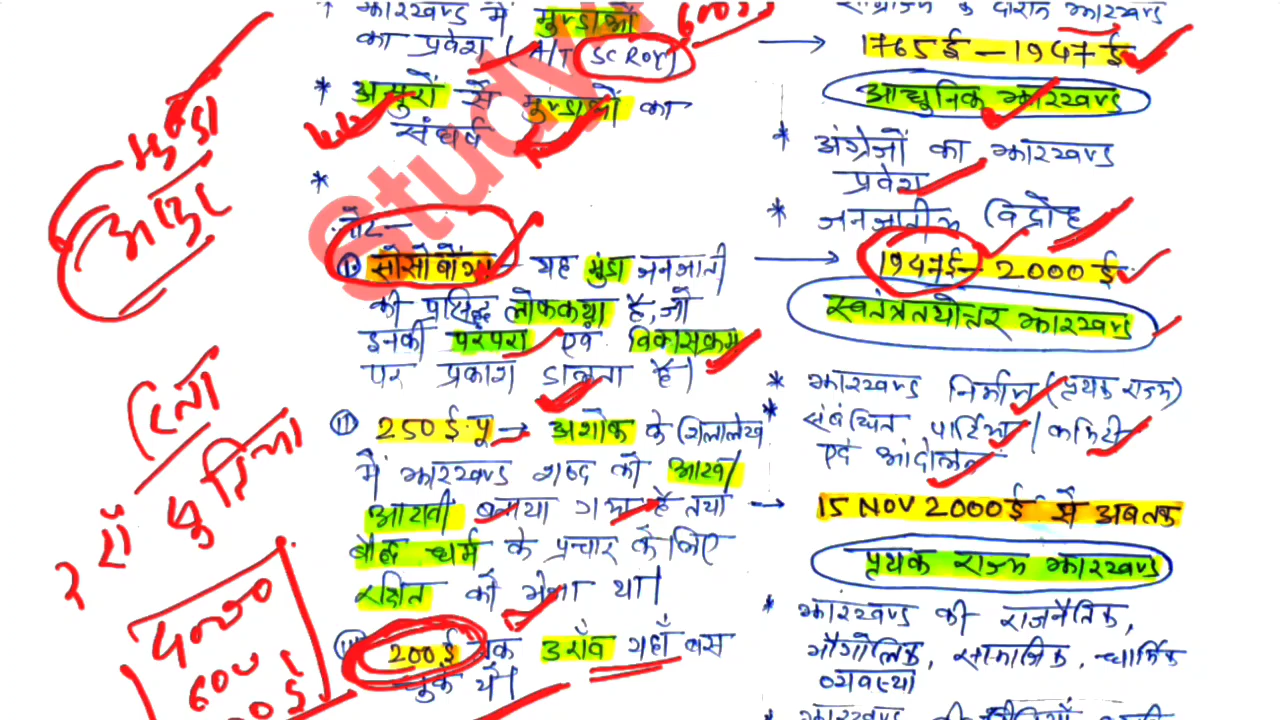 झारखण्ड में मुण्डाओं
का प्रवेश (A/T SC ROY)
600
* असुरों से मुण्डाओं का
संघर्ष
*
नोट—
(i) सोसोबोंगा - यह मुंडा जनजाती
की प्रसिद्ध लोककथा है, जो
इनकी परंपरा एवं विकासक्रम
पर प्रकाश डालता है।
(ii) 250 ई.पू → अशोक के शिलालेख
में झारखण्ड शब्द को
आटावी बताया गया है तथा
बौद्ध धर्म के प्रचार के लिए
रक्षित को भेजा था।
(iii) 200 ई तक उराँव यहाँ बस
चुके थे।
Study
के दौरान झारखण्ड
→ 1765 ई — 1947 ई
आधुनिक झारखण्ड
* अंग्रेजों का झारखण्ड
प्रवेश
* जनजातीय विद्रोह
→ 1947 ई — 2000 ई
स्वतंत्रतयोत्तर झारखण्ड
* झारखण्ड निर्माण (पृथक राज्य)
* संबंधित पार्टियां / कमिटी
एवं आंदोलन
→ 15 NOV 2000 ई से अबतक
पृथक राज्य झारखण्ड
* झारखण्ड की राजनैतिक,
भौगोलिक, सामाजिक, धार्मिक
व्यवस्था
मुंडा
रिसा
मुंडा
600